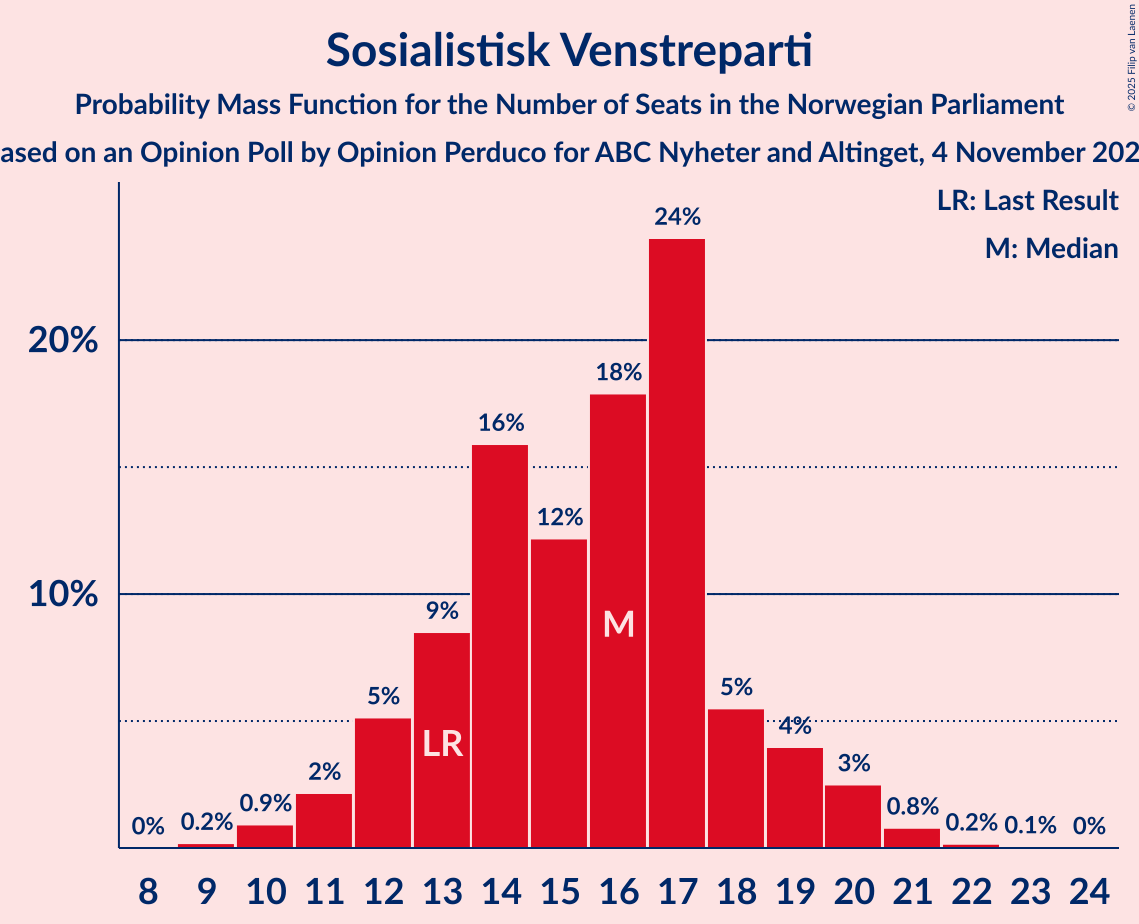 Sosialistisk Venstreparti
Probability Mass Function for the Number of Seats in the Norwegian Parliament
ased on an Opinion Poll by Opinion Perduco for ABC Nyheter and Altinget, 4 November 202
© 2025 Filip van Laenen
LR: Last Result
M: Median
24%
20%
18%
16%
12%
10%
9%
M
5%
5%
LR
4%
2%
3%
0%
0.2%
0.9%
0.8%
0.2%
0.1%
0%
8 9 10 11 12 13 14 15 16 17 18 19 20 21 22 23 24